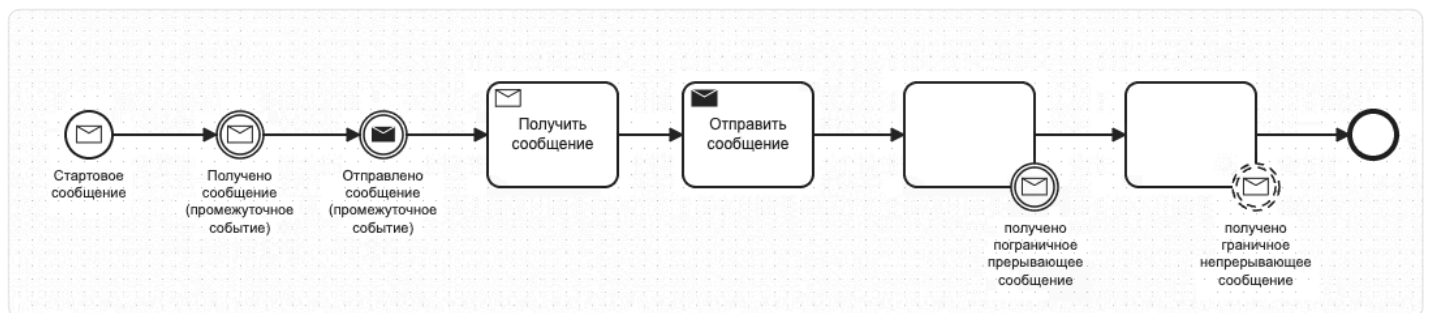 Стартовое
сообщение
Получено
сообщение
(промежуточное
событие)
Отправлено
сообщение
(промежуточное
событие)
Получить
сообщение
Отправить
сообщение
получено
пограничное
прерывающее
сообщение
получено
граничное
непрерывающее
сообщение